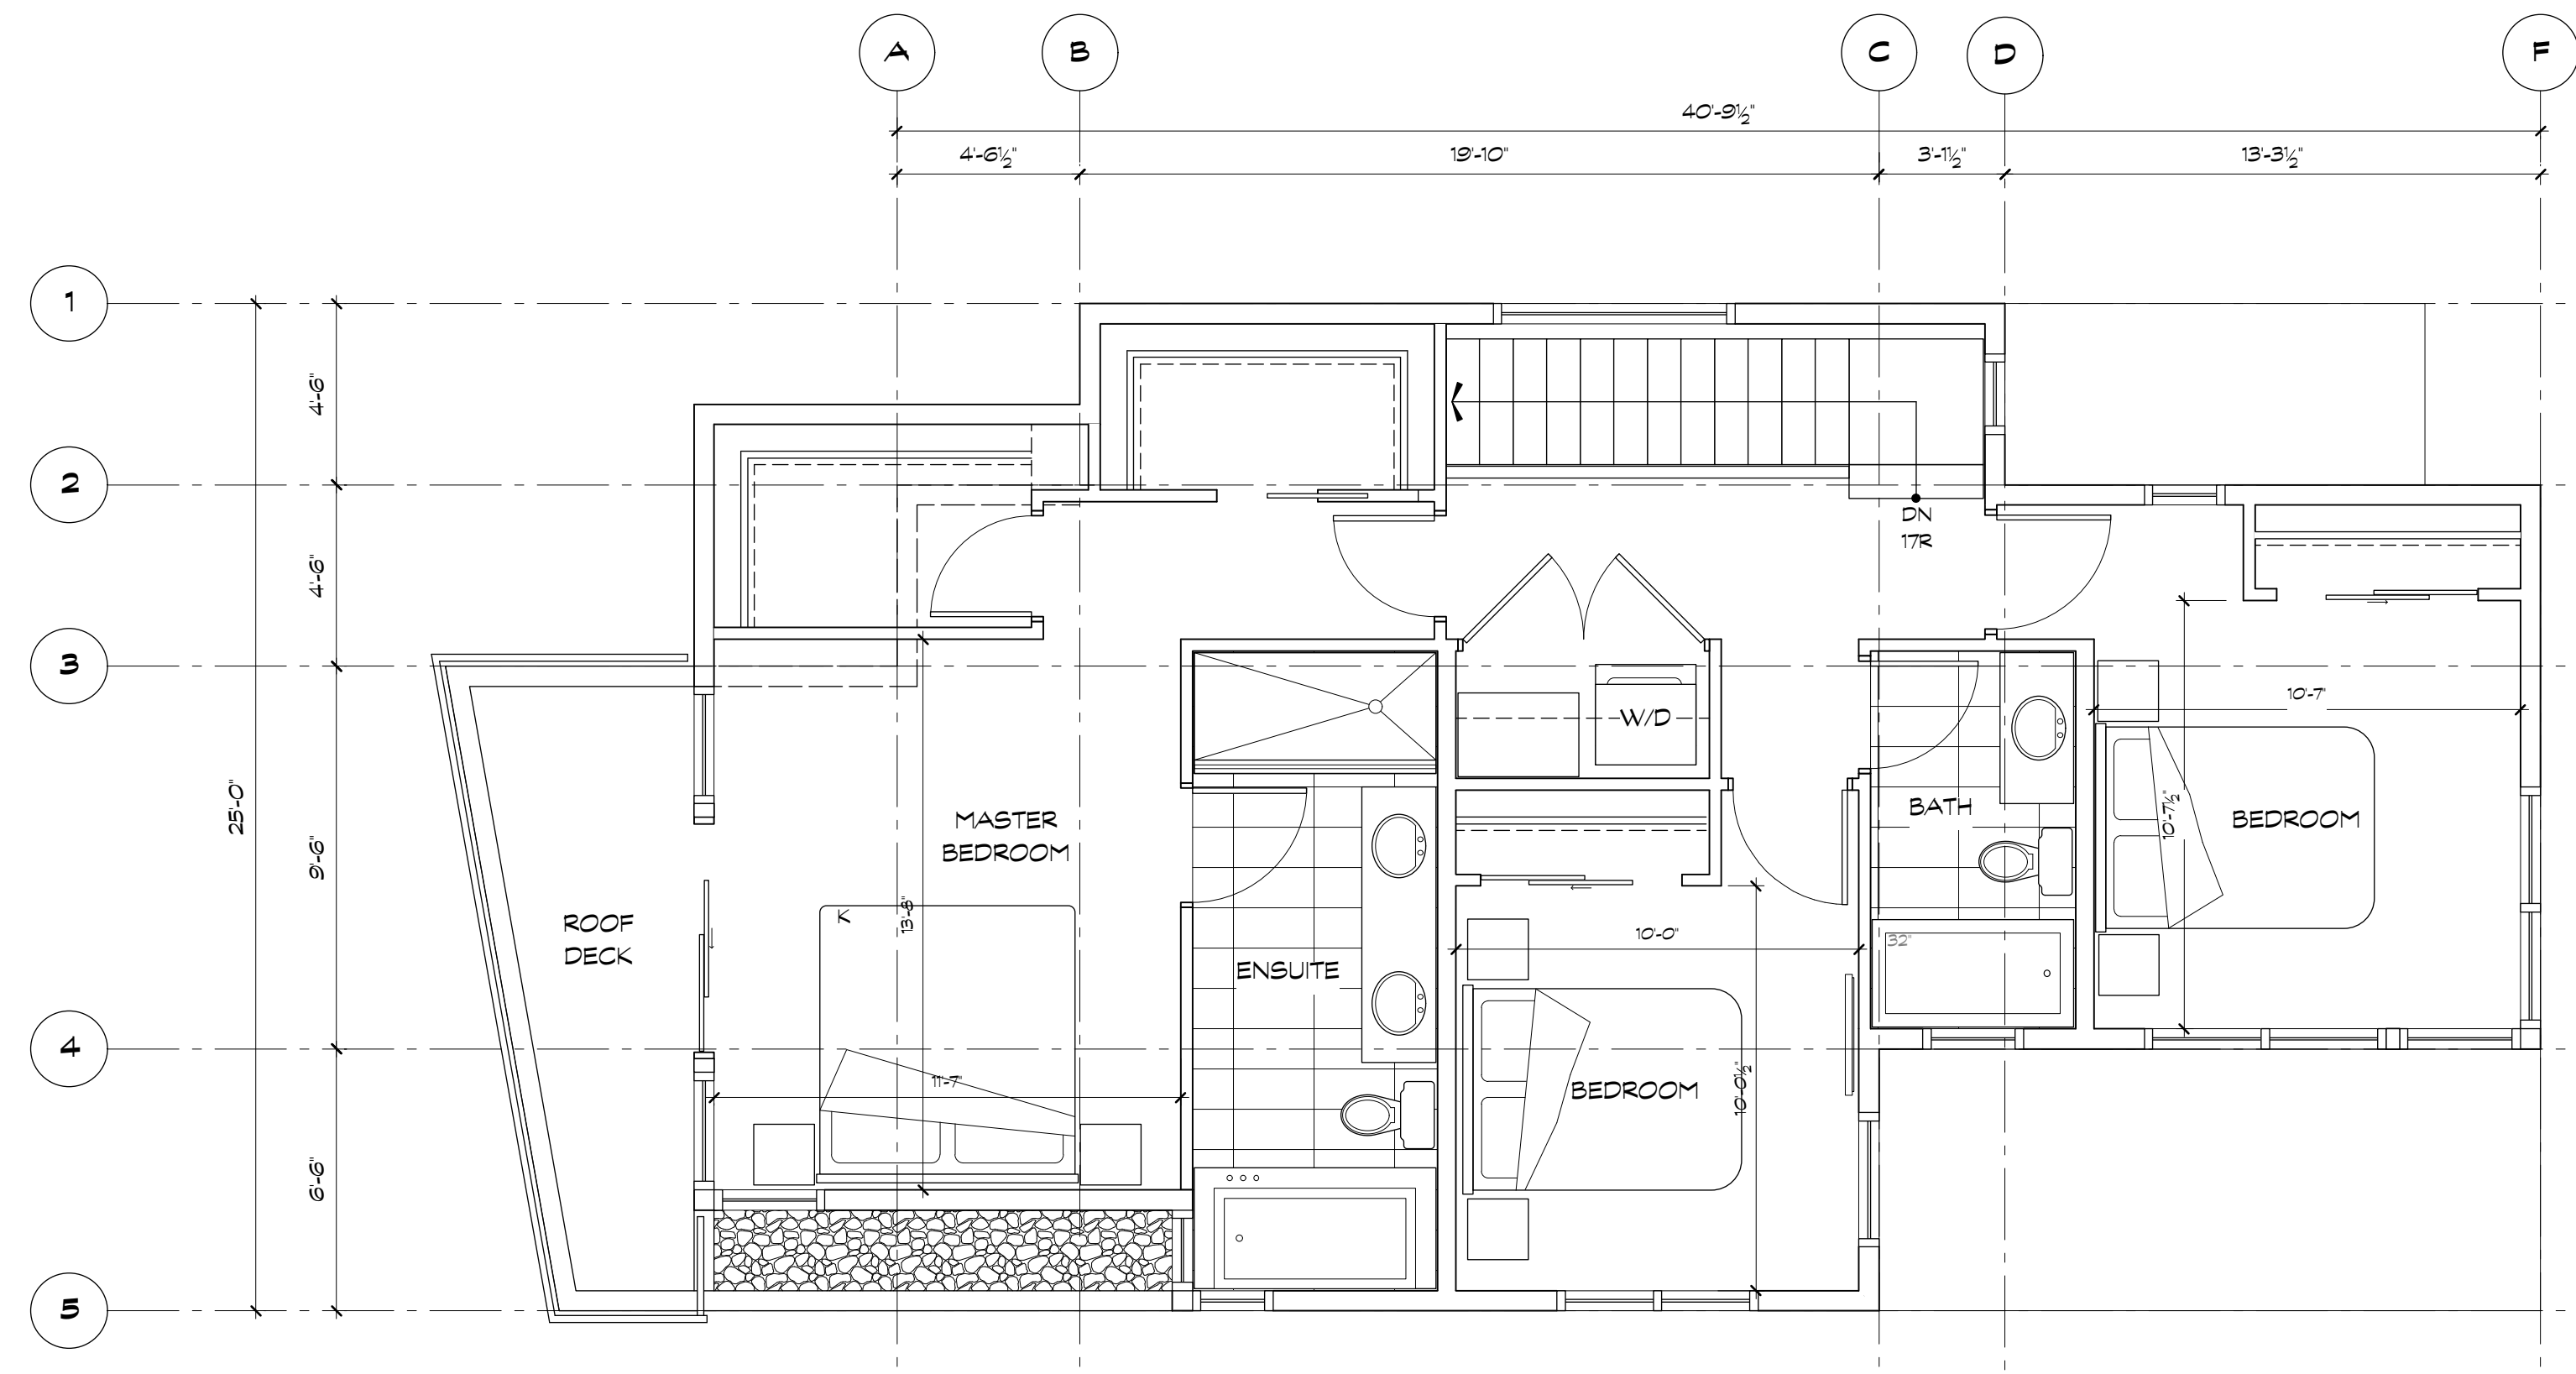 A
B
C
D
F
40'-9½"
4'-6½"
19'-10"
3'-1½"
13'-3½"
1
4'-6"
2
DN
17R
4'-6"
3
10'-7"
W/D
25'-0"
9'-6"
MASTER
BEDROOM
BATH
10'-7½"
BEDROOM
K
13'-8"
ROOF
DECK
10'-0"
32"
ENSUITE
4
11'-7"
BEDROOM
10'-0½"
6'-6"
5